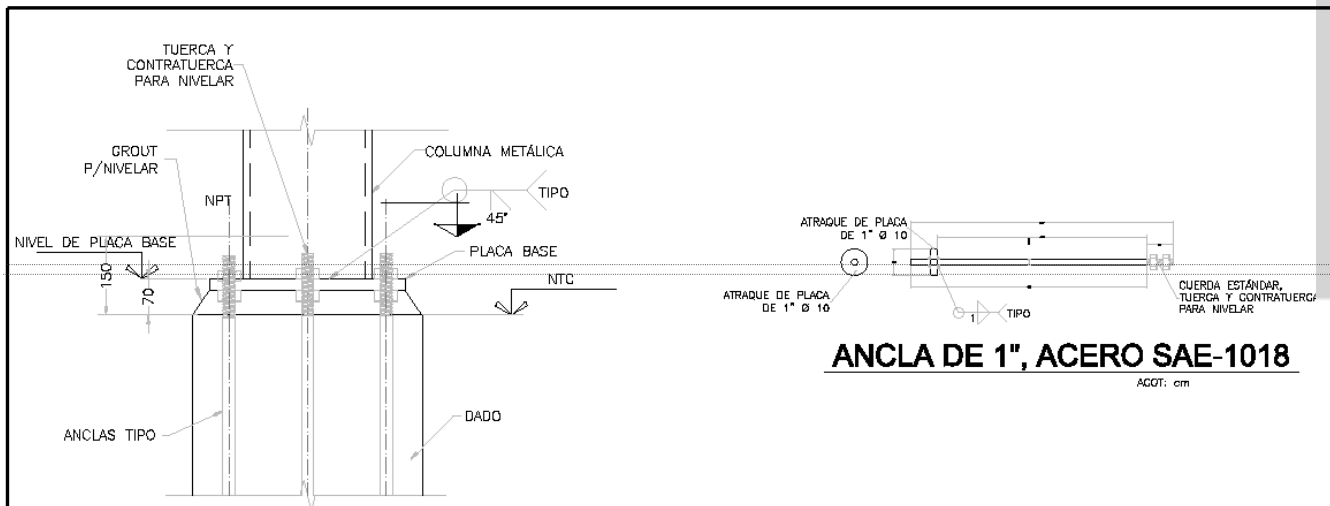 TUERCA Y
CONTRATUERCA
PARA NIVELAR
GROUT
P/NIVELAR
COLUMNA METÁLICA
NPT
TIPO
45°
NIVEL DE PLACA BASE
PLACA BASE
150
70
NTC
ANCLAS TIPO
DADO
ATRAQUE DE PLACA
DE 1" Ø 10
ATRAQUE DE PLACA
DE 1" Ø 10
CUERDA ESTÁNDAR,
TUERCA Y CONTRATUERCA
PARA NIVELAR
1
TIPO
ANCLA DE 1", ACERO SAE-1018
ACOT: cm